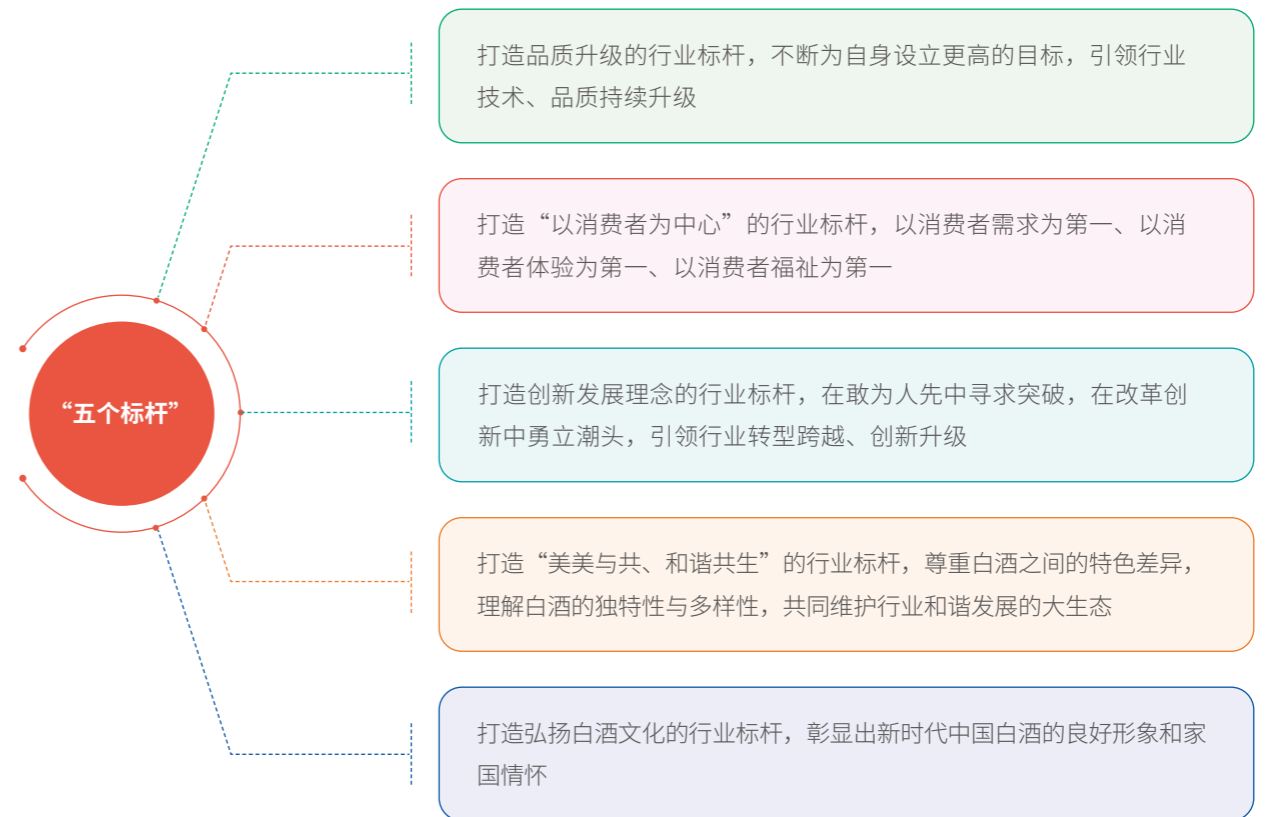 打造品质升级的行业标杆，不断为自身设立更高的目标，引领行业
技术、品质持续升级
打造“以消费者为中心”的行业标杆，以消费者需求为第一、以消
费者体验为第一、以消费者福祉为第一
“五个标杆”
打造创新发展理念的行业标杆，在敢为人先中寻求突破，在改革创
新中勇立潮头，引领行业转型跨越、创新升级
打造“美美与共、和谐共生”的行业标杆，尊重白酒之间的特色差异，
理解白酒的独特性与多样性，共同维护行业和谐发展的大生态
打造弘扬白酒文化的行业标杆，彰显出新时代中国白酒的良好形象和家
国情怀